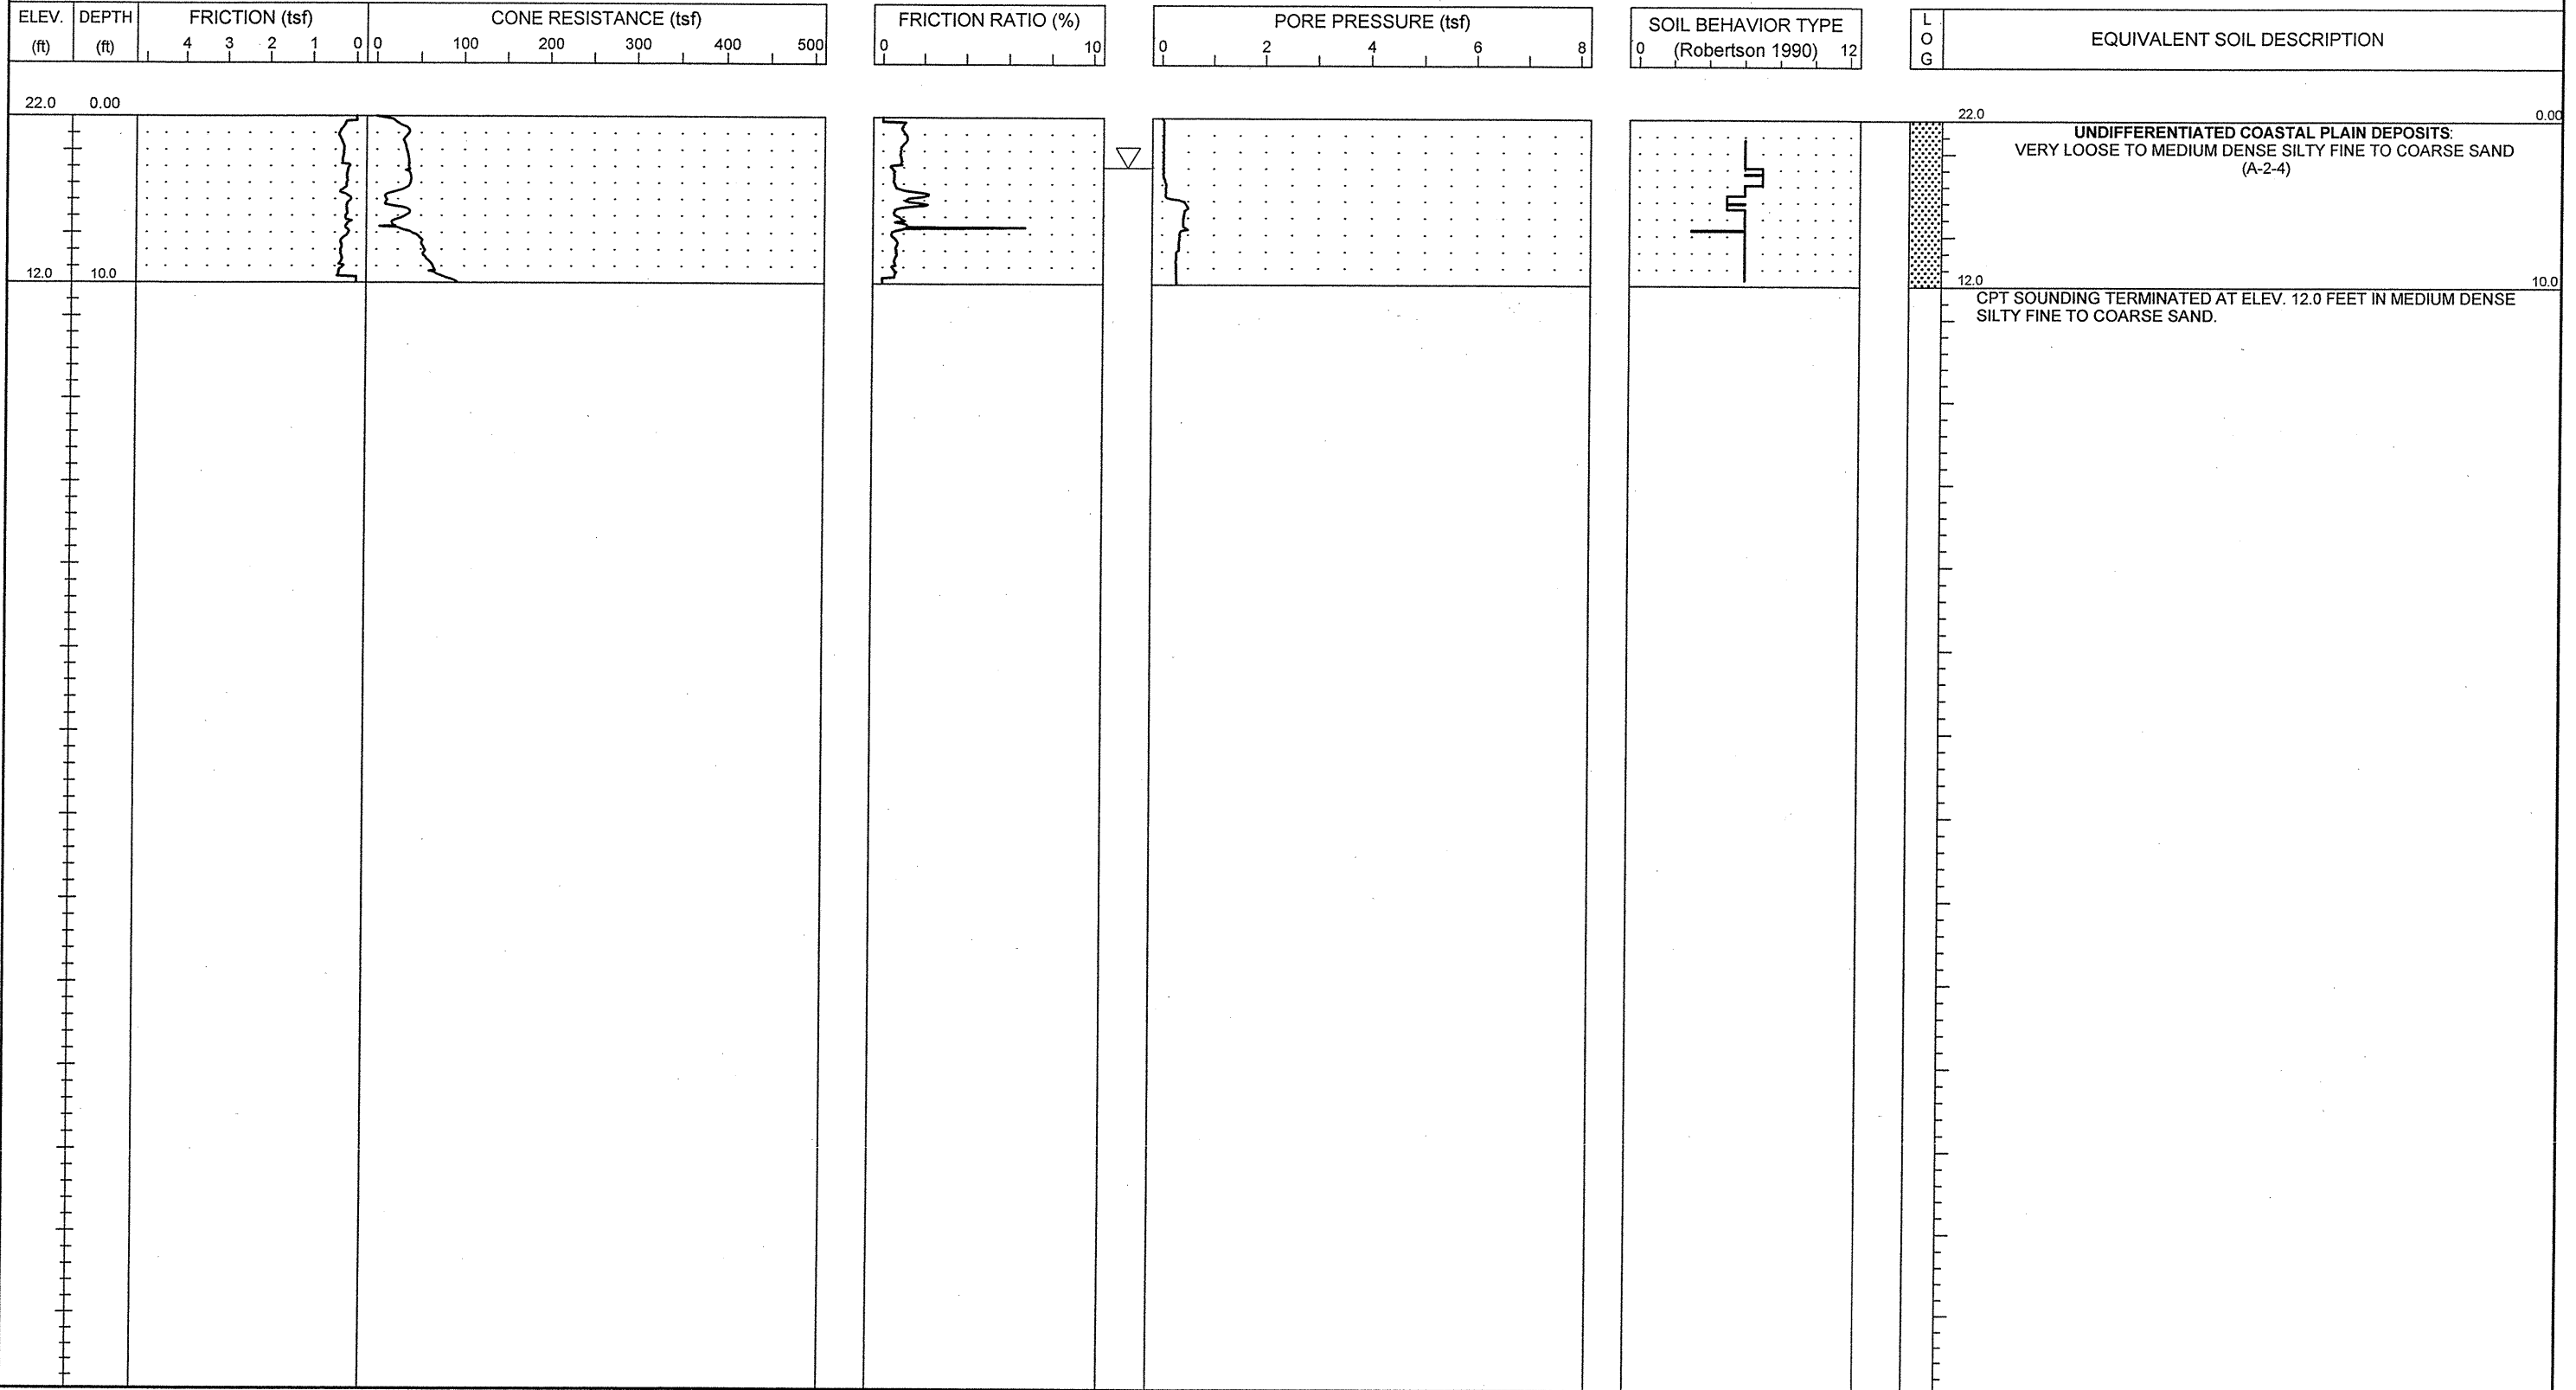 ELEV. (ft)
DEPTH (ft)
FRICTION (tsf)
4 3 2 1 0
CONE RESISTANCE (tsf)
0 100 200 300 400 500
FRICTION RATIO (%)
0 10
PORE PRESSURE (tsf)
0 2 4 6 8
SOIL BEHAVIOR TYPE
(Robertson 1990)
0 12
LOG
EQUIVALENT SOIL DESCRIPTION
22.0 0.00
22.0 0.00
UNDIFFERENTIATED COASTAL PLAIN DEPOSITS:
VERY LOOSE TO MEDIUM DENSE SILTY FINE TO COARSE SAND
(A-2-4)
12.0 10.0
12.0 10.0
CPT SOUNDING TERMINATED AT ELEV. 12.0 FEET IN MEDIUM DENSE
SILTY FINE TO COARSE SAND.